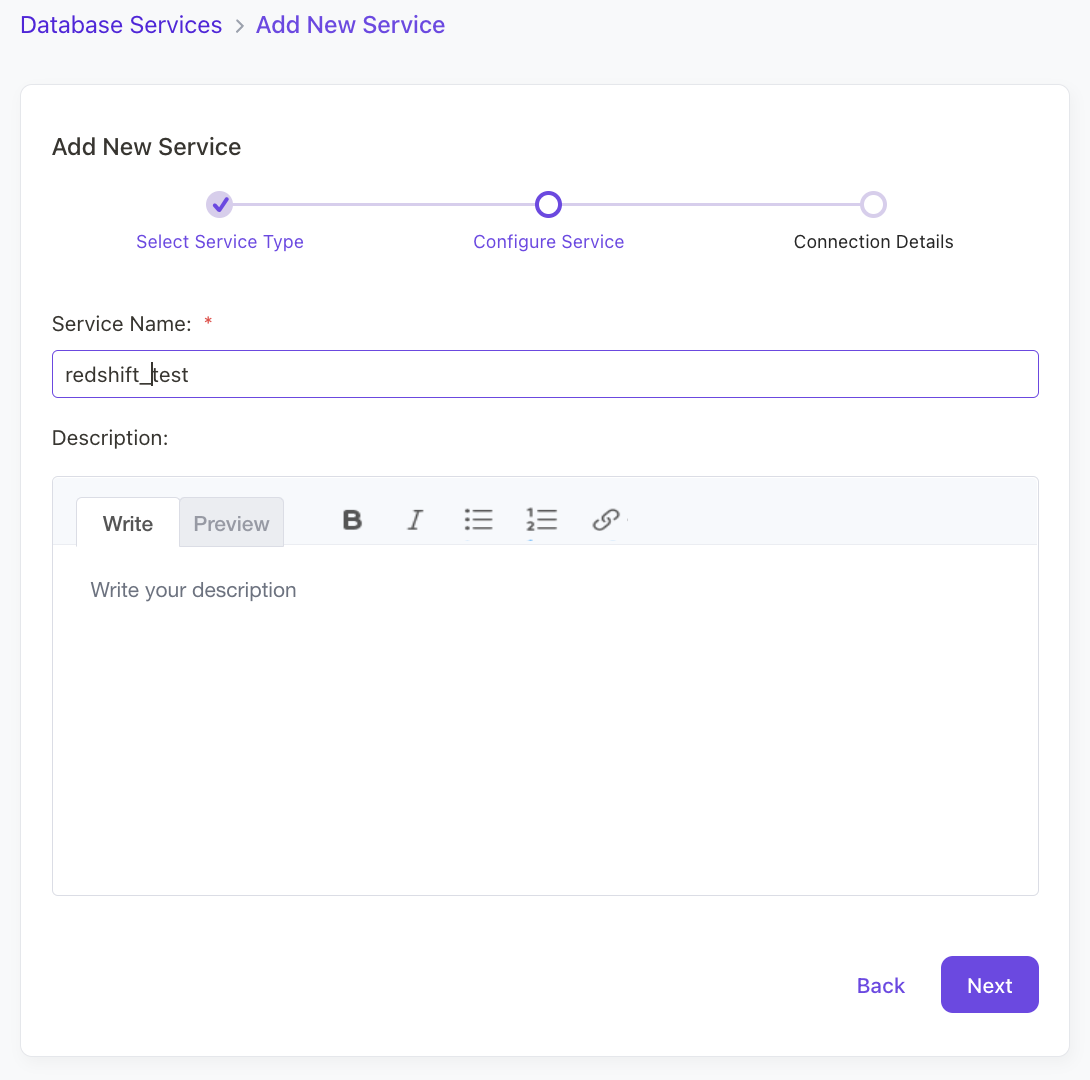 Database Services > Add New Service
Add New Service
Select Service Type Configure Service Connection Details
Service Name: *
redshift_test
Description:
Write Preview B I
Write your description
Back Next